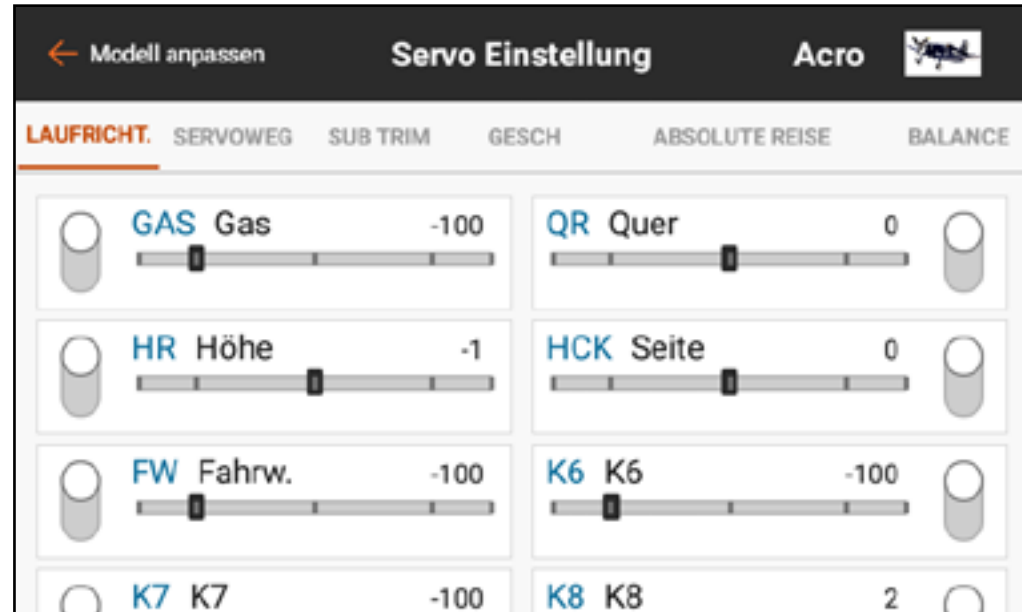 ← Modell anpassen Servo Einstellung Acro
LAUFRICHT. SERVOWEG SUB TRIM GESCH ABSOLUTE REISE BALANCE
GAS Gas -100 QR Quer 0
HR Höhe -1 HCK Seite 0
FW Fahrw. -100 K6 K6 -100
K7 K7 -100 K8 K8 2